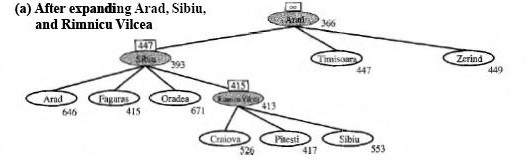 (a) After expanding Arad, Sibiu,
and Rimnicu Vilcea
∞
Arad 366
447
Sibiu 393
Timisoara 447
Zerind 449
Arad 646
Fagaras 415
Oradea 671
415
Rimnicu Vilcea 413
Craiova 526
Pitesti 417
Sibiu 553